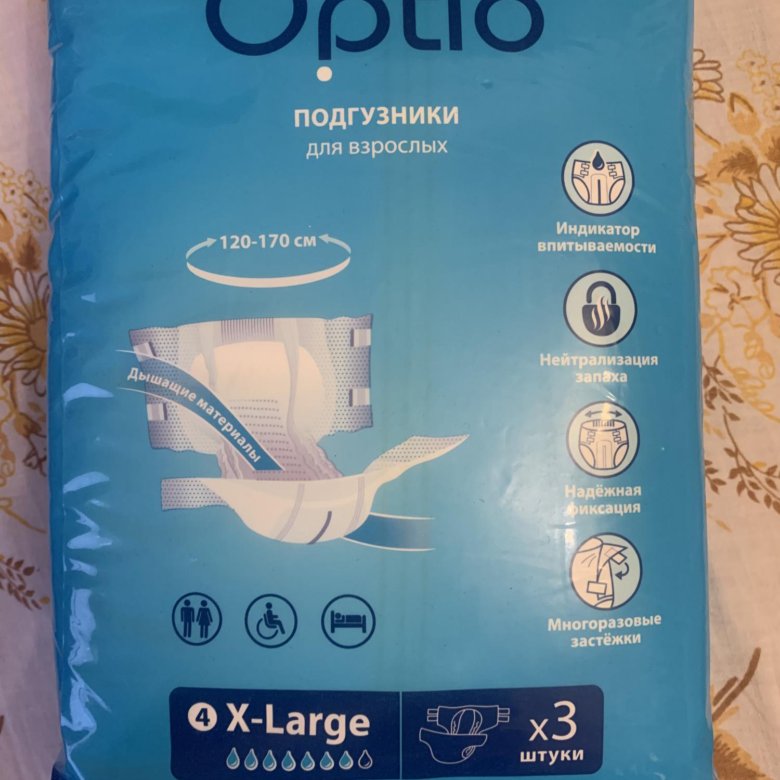 Optio
ПОДГУЗНИКИ
для взрослых
120-170 см
Дышащие материалы
Индикатор
впитываемости
Нейтрализация
запаха
Надёжная
фиксация
Многоразовые
застёжки
4 X-Large
x3
штуки